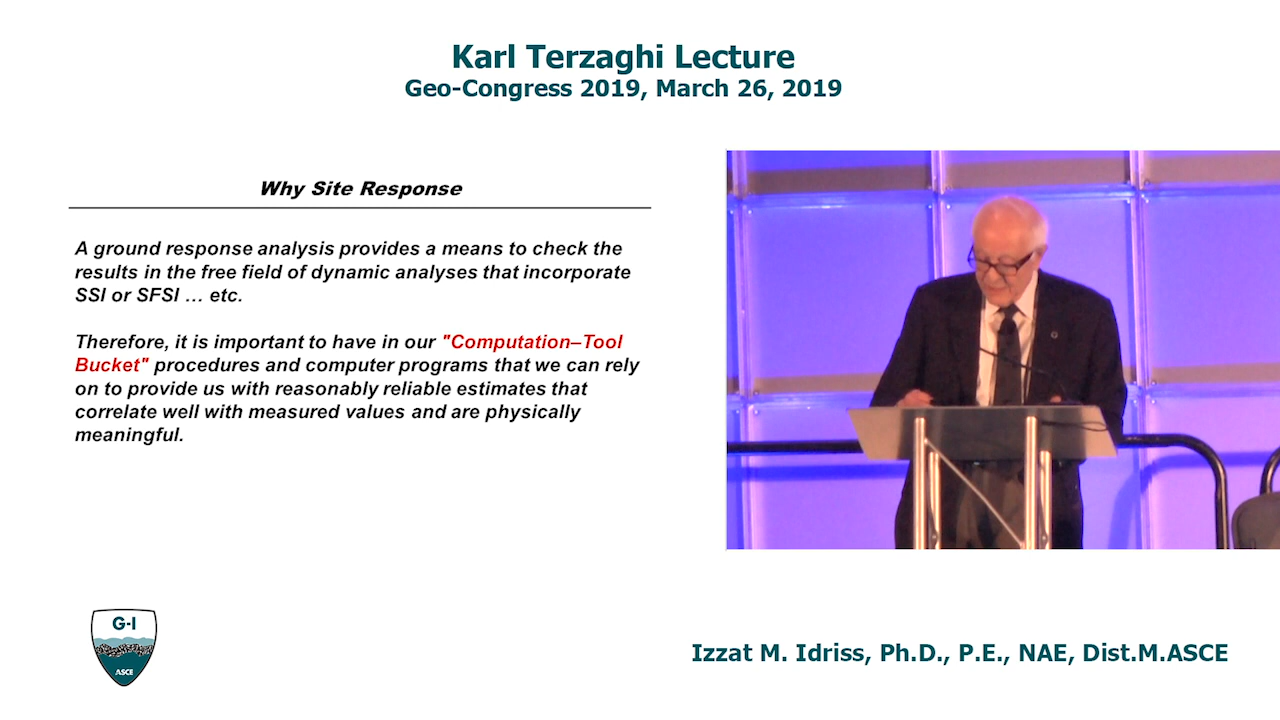 Karl Terzaghi Lecture
Geo-Congress 2019, March 26, 2019
Why Site Response
A ground response analysis provides a means to check the
results in the free field of dynamic analyses that incorporate
SSI or SFSI … etc.
Therefore, it is important to have in our "Computation–Tool
Bucket" procedures and computer programs that we can rely
on to provide us with reasonably reliable estimates that
correlate well with measured values and are physically
meaningful.
G-I
ASCE
Izzat M. Idriss, Ph.D., P.E., NAE, Dist.M.ASCE